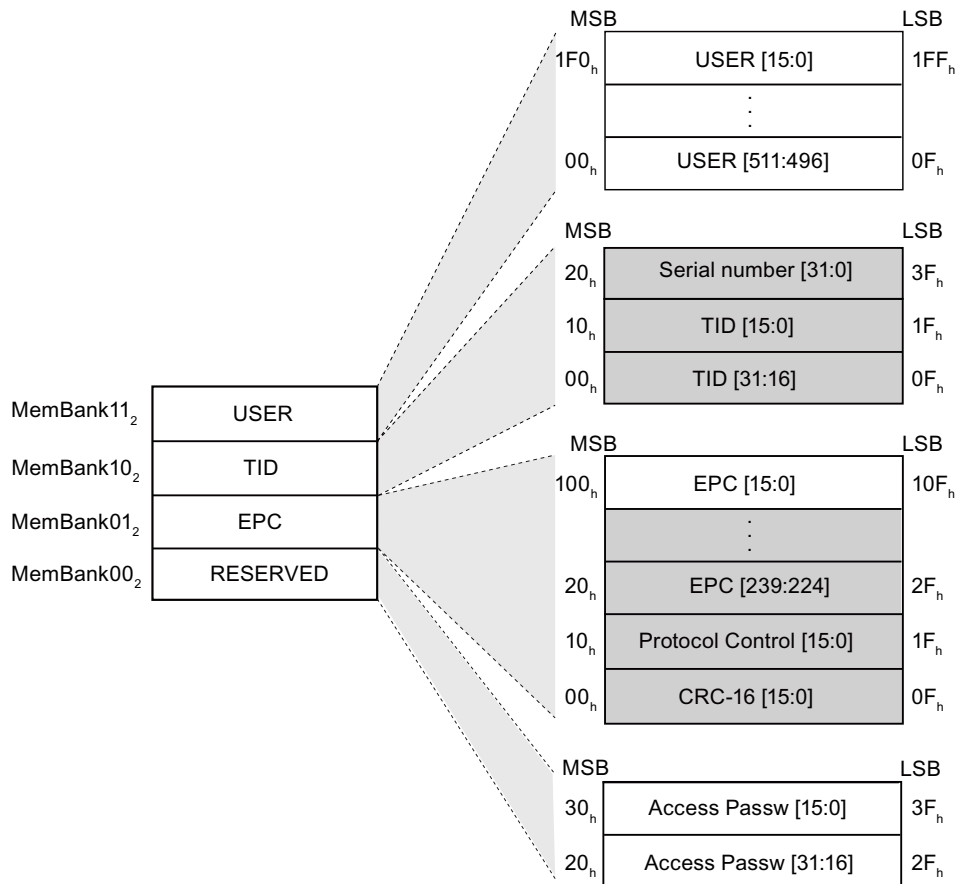 MSB LSB
1F0h USER [15:0] 1FFh
⋮
00h USER [511:496] 0Fh
MSB LSB
20h Serial number [31:0] 3Fh
10h TID [15:0] 1Fh
00h TID [31:16] 0Fh
MemBank112 USER
MemBank102 TID
MemBank012 EPC
MemBank002 RESERVED
MSB LSB
100h EPC [15:0] 10Fh
⋮
20h EPC [239:224] 2Fh
10h Protocol Control [15:0] 1Fh
00h CRC-16 [15:0] 0Fh
MSB LSB
30h Access Passw [15:0] 3Fh
20h Access Passw [31:16] 2Fh